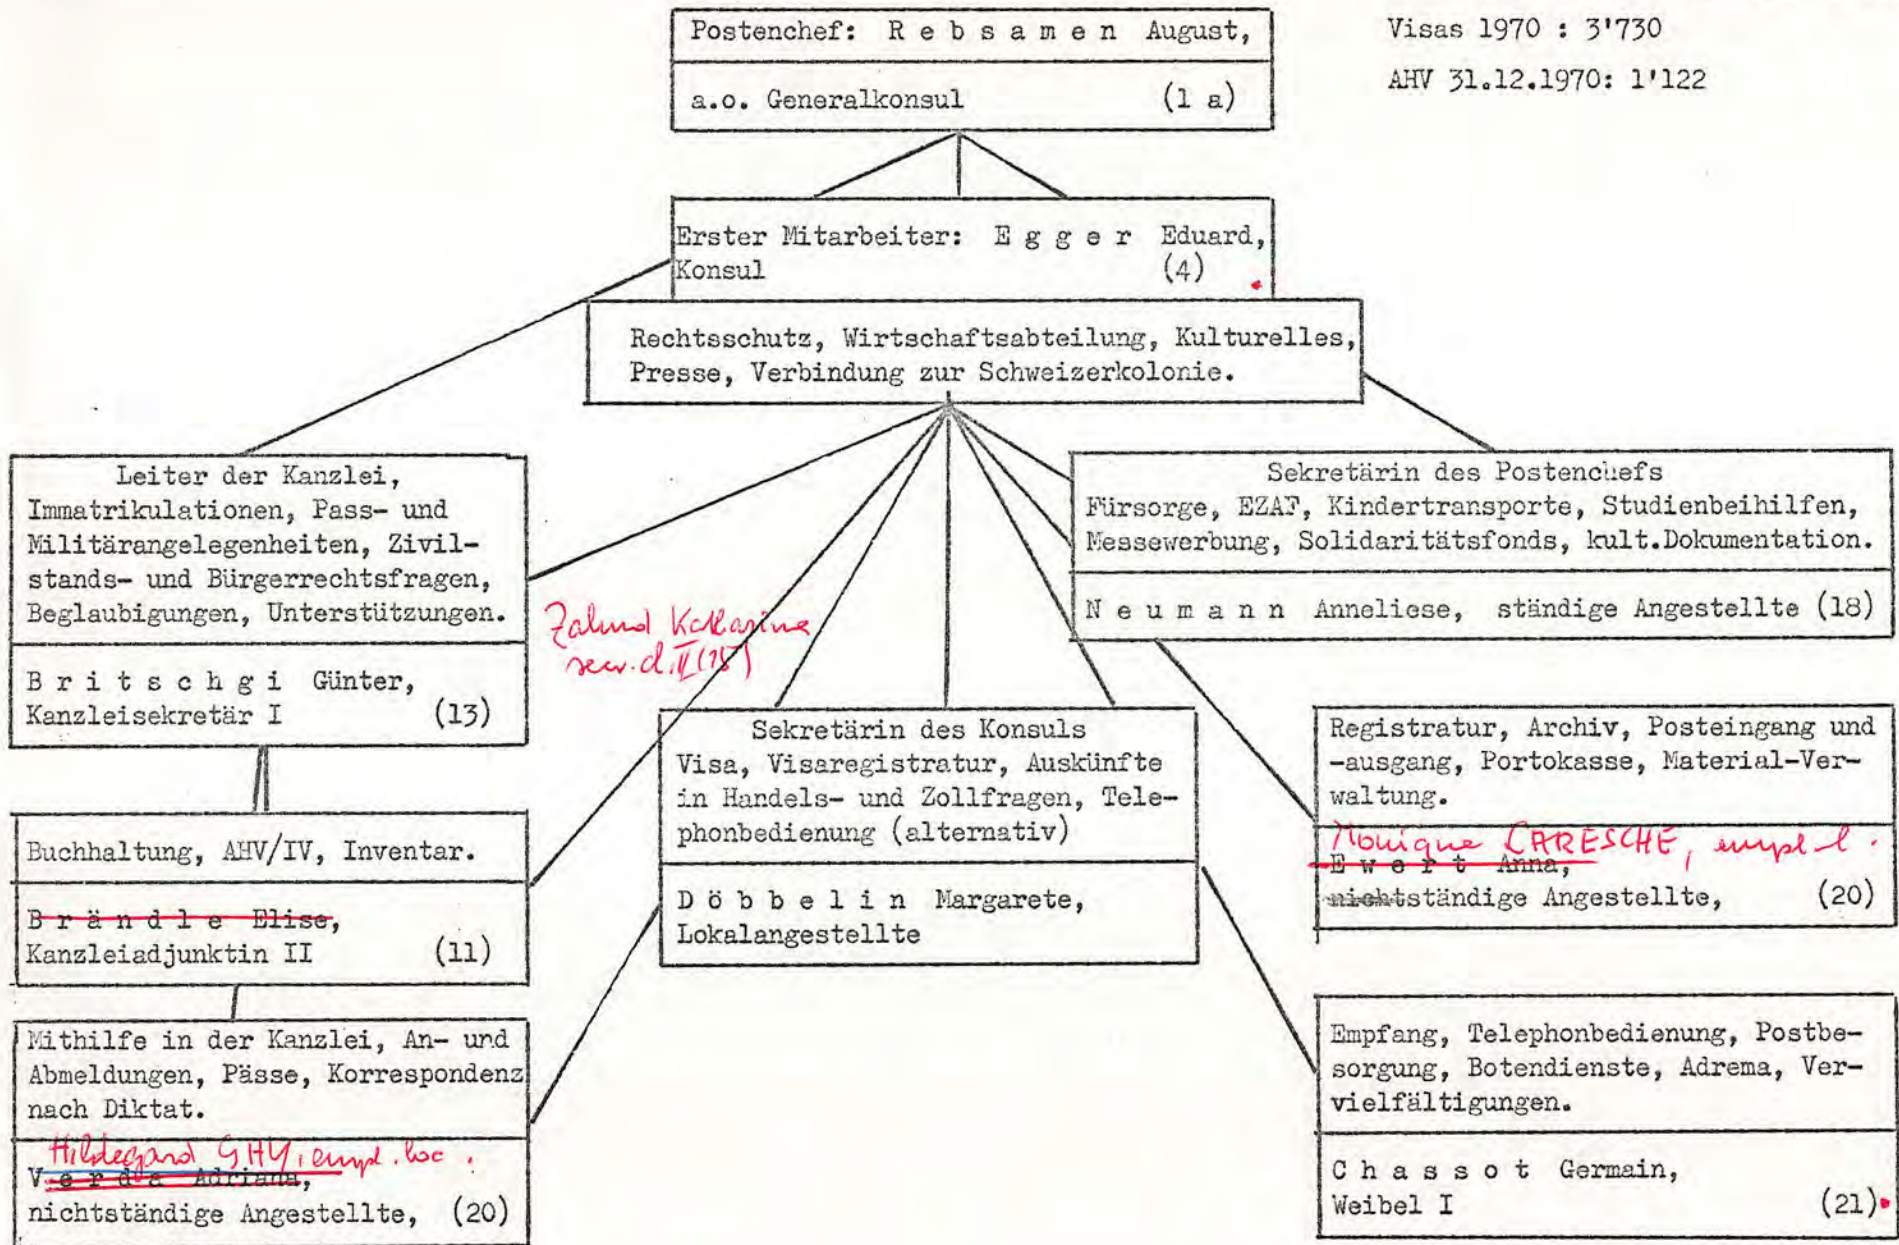 Postenchef: R e b s a m e n August,
a.o. Generalkonsul (1 a)
Visas 1970 : 3'730
AHV 31.12.1970: 1'122
Erster Mitarbeiter: E g g e r Eduard,
Konsul (4)
Rechtsschutz, Wirtschaftsabteilung, Kulturelles,
Presse, Verbindung zur Schweizerkolonie.
Leiter der Kanzlei,
Immatrikulationen, Pass- und
Militärangelegenheiten, Zivil-
stands- und Bürgerrechtsfragen,
Beglaubigungen, Unterstützungen.
B r i t s c h g i Günter,
Kanzleisekretär I (13)
Sekretärin des Postenchefs
Fürsorge, EZAF, Kindertransporte, Studienbeihilfen,
Messewerbung, Solidaritätsfonds, kult.Dokumentation.
N e u m a n n Anneliese, ständige Angestellte (18)
Sekretärin des Konsuls
Visa, Visaregistratur, Auskünfte
in Handels- und Zollfragen, Tele-
phonbedienung (alternativ)
D ö b b e l i n Margarete,
Lokalangestellte
Registratur, Archiv, Posteingang und
-ausgang, Portokasse, Material-Ver-
waltung.
Monique LARESCHE, empl l.
E w e r t Anna,
nichtständige Angestellte, (20)
Buchhaltung, AHV/IV, Inventar.
B r ä n d l e Elise,
Kanzleiadjunktin II (11)
Mithilfe in der Kanzlei, An- und
Abmeldungen, Pässe, Korrespondenz
nach Diktat.
Hildegard GHY, empl. loc.
V e r d a Adriana,
nichtständige Angestellte, (20)
Empfang, Telephonbedienung, Postbe-
sorgung, Botendienste, Adrema, Ver-
vielfältigungen.
C h a s s o t Germain,
Weibel I (21)